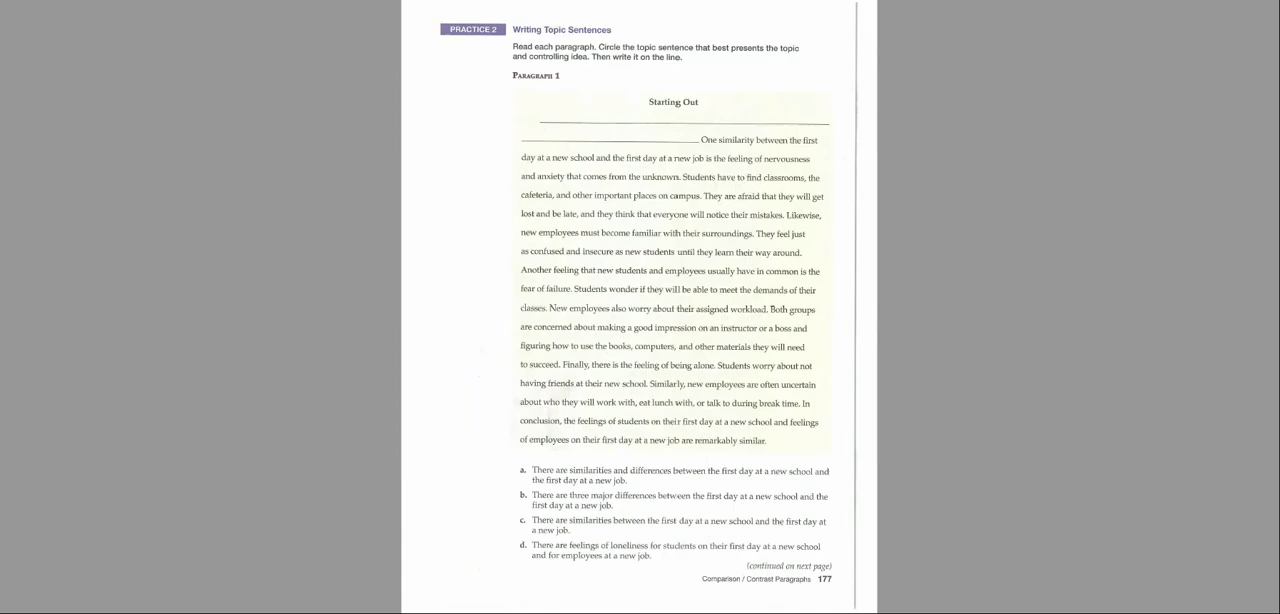 PRACTICE 2 Writing Topic Sentences
Read each paragraph. Circle the topic sentence that best presents the topic
and controlling idea. Then write it on the line.
PARAGRAPH 1
Starting Out
One similarity between the first
day at a new school and the first day at a new job is the feeling of nervousness
and anxiety that comes from the unknown. Students have to find classrooms, the
cafeteria, and other important places on campus. They are afraid that they will get
lost and be late, and they think that everyone will notice their mistakes. Likewise,
new employees must become familiar with their surroundings. They feel just
as confused and insecure as new students until they learn their way around.
Another feeling that new students and employees usually have in common is the
fear of failure. Students wonder if they will be able to meet the demands of their
classes. New employees also worry about their assigned workload. Both groups
are concerned about making a good impression on an instructor or a boss and
figuring how to use the books, computers, and other materials they will need
to succeed. Finally, there is the feeling of being alone. Students worry about not
having friends at their new school. Similarly, new employees are often uncertain
about who they will work with, eat lunch with, or talk to during break time. In
conclusion, the feelings of students on their first day at a new school and feelings
of employees on their first day at a new job are remarkably similar.
a. There are similarities and differences between the first day at a new school and
the first day at a new job.
b. There are three major differences between the first day at a new school and the
first day at a new job.
c. There are similarities between the first day at a new school and the first day at
a new job.
d. There are feelings of loneliness for students on their first day at a new school
and for employees at a new job.
(continued on next page)
Comparison / Contrast Paragraphs 177